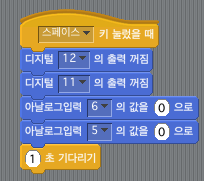 스페이스 키 눌렀을 때
디지털 12 의 출력 꺼짐
디지털 11 의 출력 꺼짐
아날로그입력 6 의 값을 0 으로
아날로그입력 5 의 값을 0 으로
1 초 기다리기